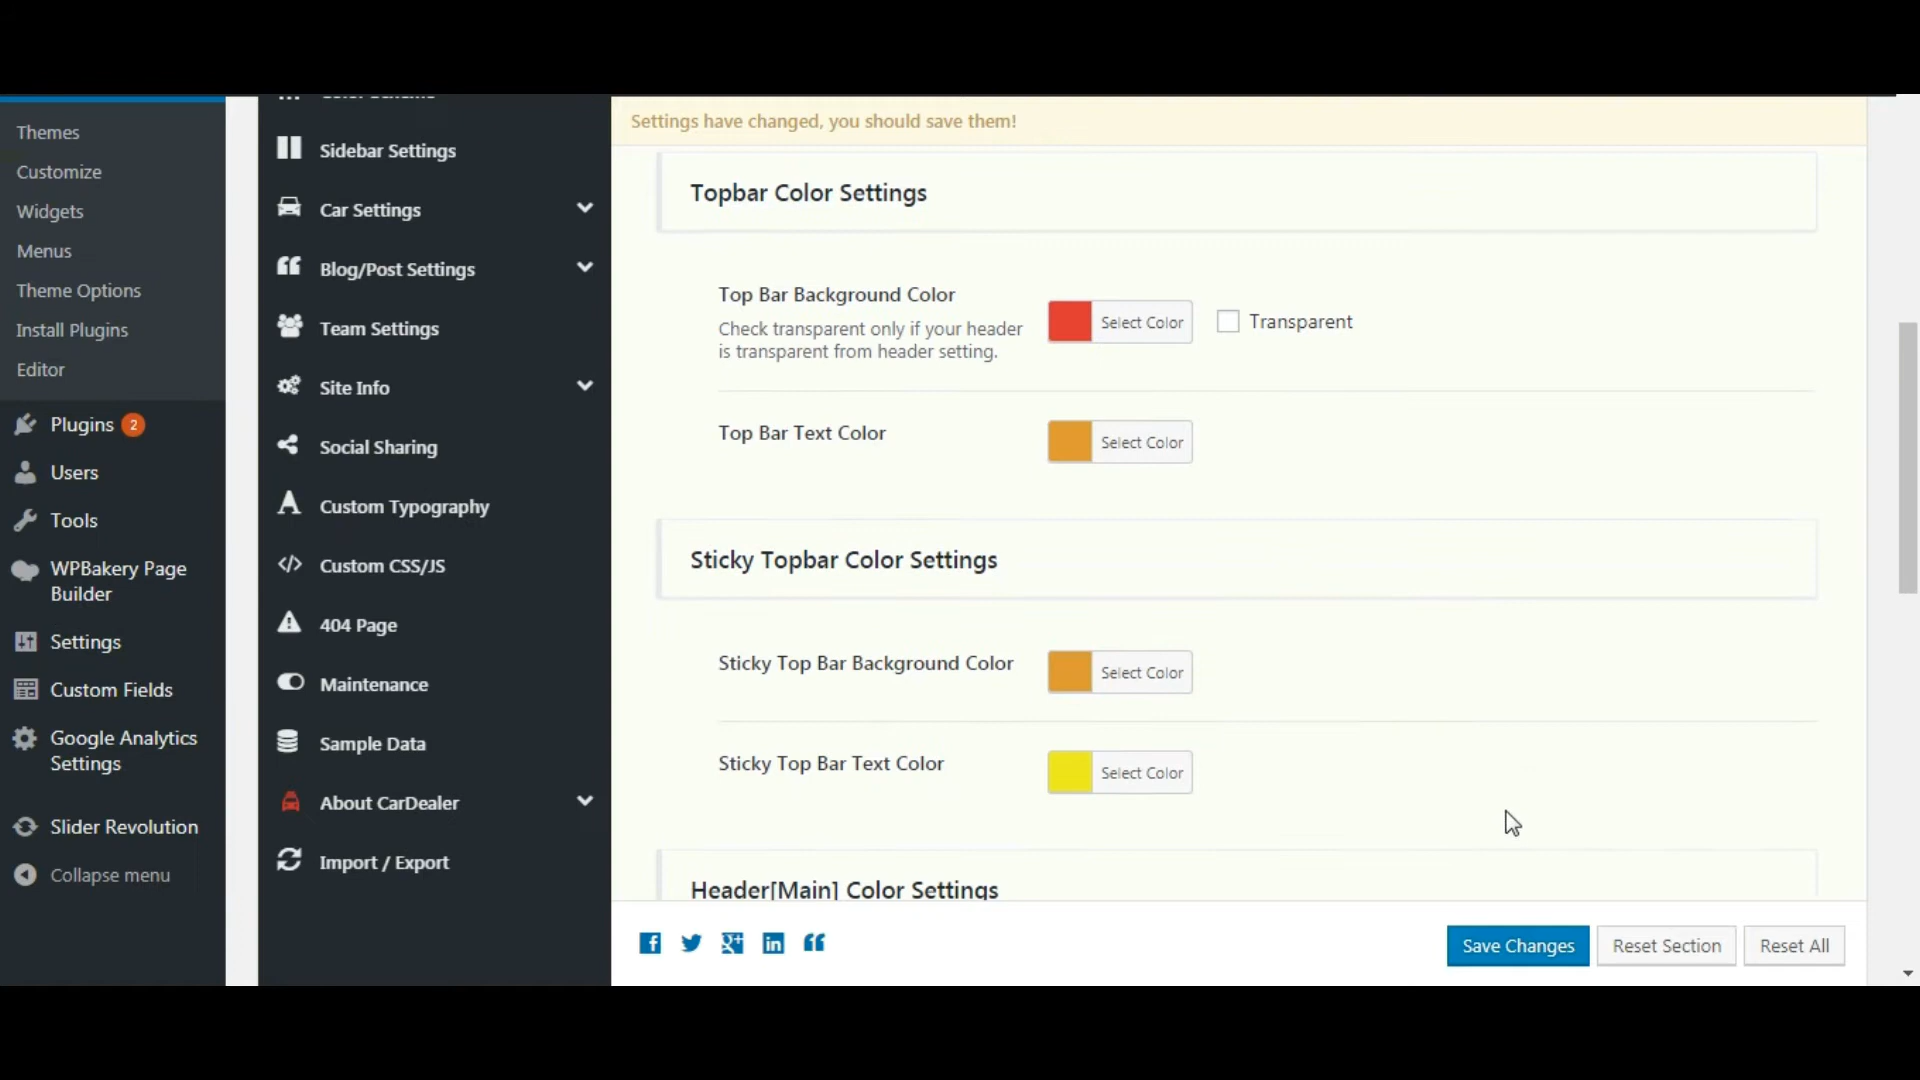 Themes
Customize
Widgets
Menus
Theme Options
Install Plugins
Editor
Plugins 2
Users
Tools
WPBakery Page
Builder
Settings
Custom Fields
Google Analytics
Settings
Slider Revolution
Collapse menu
Sidebar Settings
Car Settings
Blog/Post Settings
Team Settings
Site Info
Social Sharing
Custom Typography
Custom CSS/JS
404 Page
Maintenance
Sample Data
About CarDealer
Import / Export
Settings have changed, you should save them!
Topbar Color Settings
Top Bar Background Color
Check transparent only if your header
is transparent from header setting.
Select Color
Transparent
Top Bar Text Color
Select Color
Sticky Topbar Color Settings
Sticky Top Bar Background Color
Select Color
Sticky Top Bar Text Color
Select Color
Header[Main] Color Settings
Save Changes
Reset Section
Reset All